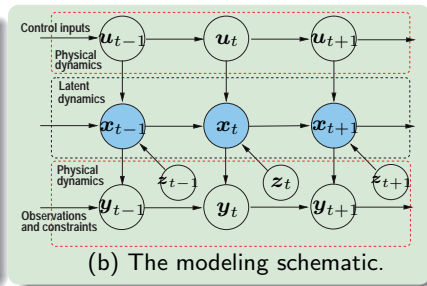 Control inputs
u_{t-1} u_t u_{t+1}
Physical
dynamics
Latent
dynamics
x_{t-1} x_t x_{t+1}
Physical
dynamics
z_{t-1} z_t z_{t+1}
y_{t-1} y_t y_{t+1}
Observations
and constraints
(b) The modeling schematic.